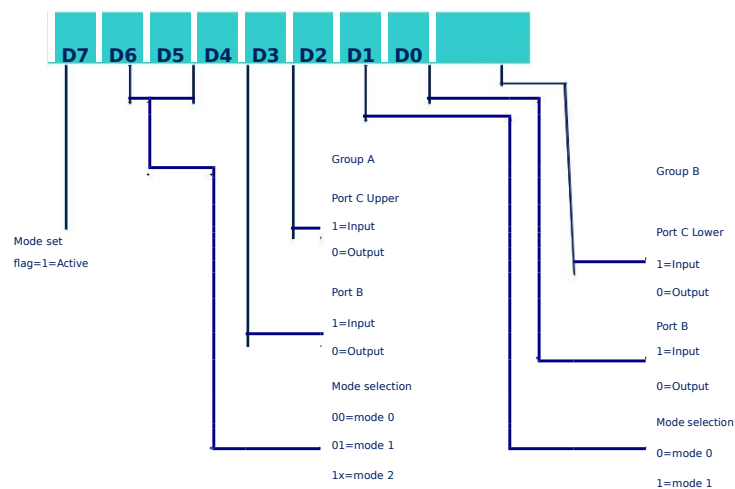 D7 D6 D5 D4 D3 D2 D1 D0
Mode set
flag=1=Active
Group A
Port C Upper
1=Input
0=Output
Port B
1=Input
0=Output
Mode selection
00=mode 0
01=mode 1
1x=mode 2
Group B
Port C Lower
1=Input
0=Output
Port B
1=Input
0=Output
Mode selection
0=mode 0
1=mode 1